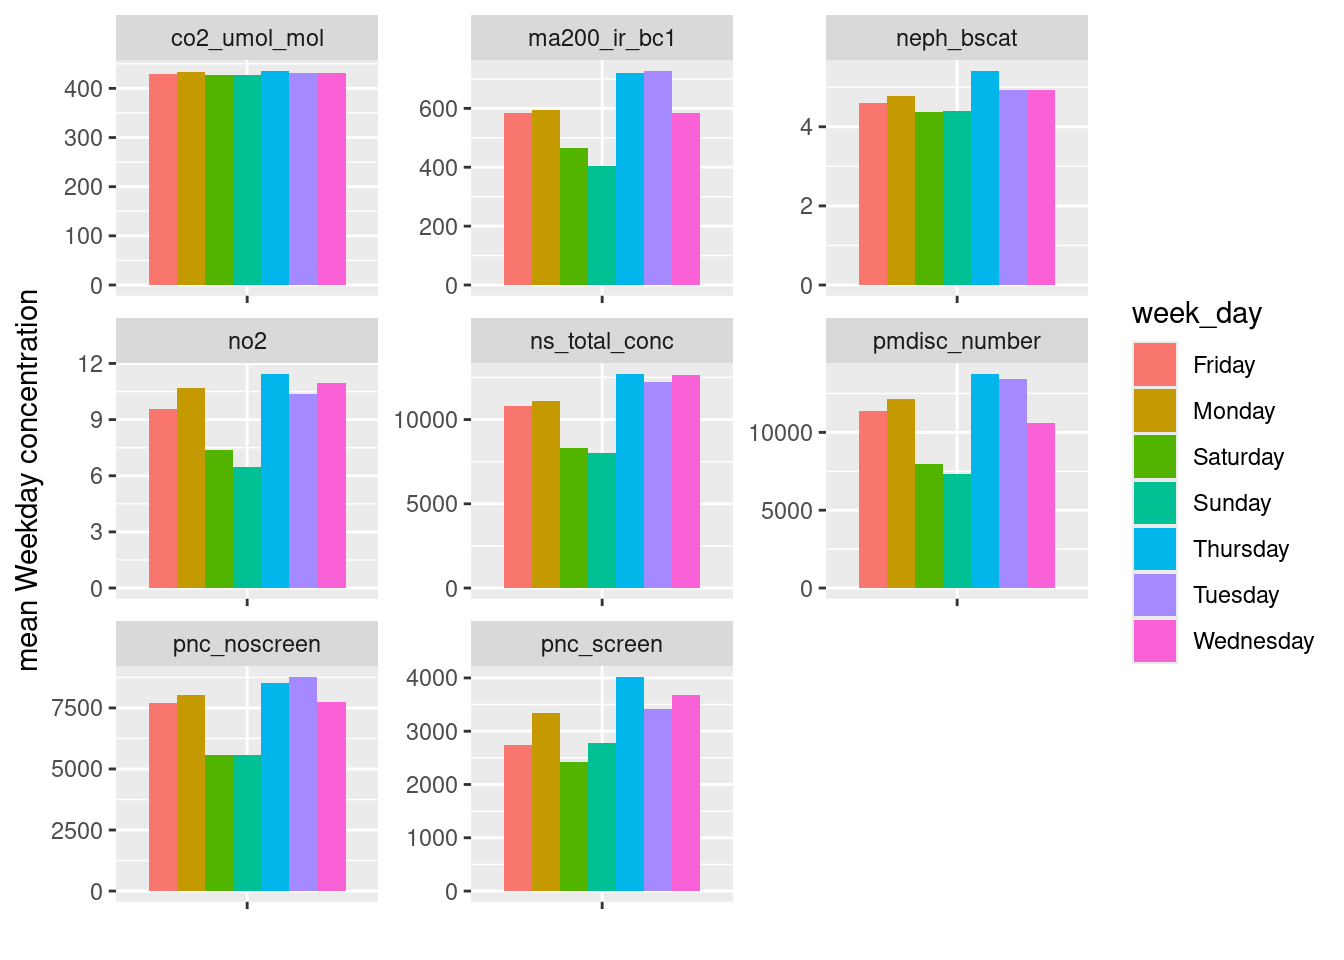 co2_umol_mol
ma200_ir_bc1
neph_bscat
400
300
200
100
0
600
400
200
0
4
2
0
no2
ns_total_conc
pmdisc_number
12
9
6
3
0
10000
5000
0
10000
5000
0
pnc_noscreen
pnc_screen
7500
5000
2500
0
4000
3000
2000
1000
0
mean Weekday concentration
week_day
Friday
Monday
Saturday
Sunday
Thursday
Tuesday
Wednesday